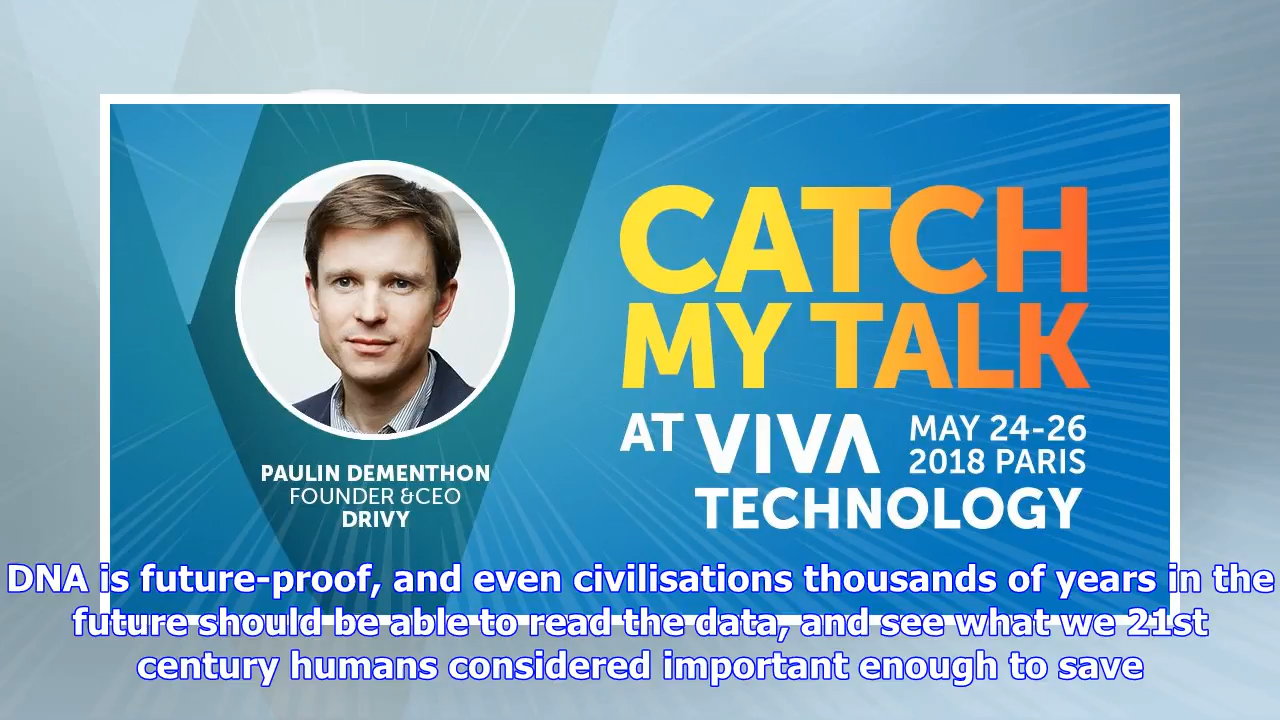 CATCH
MY TALK
AT VIVA
TECHNOLOGY
MAY 24-26
2018 PARIS
PAULIN DEMENTHON
FOUNDER &CEO
DRIVY
DNA is future-proof, and even civilisations thousands of years in the
future should be able to read the data, and see what we 21st
century humans considered important enough to save